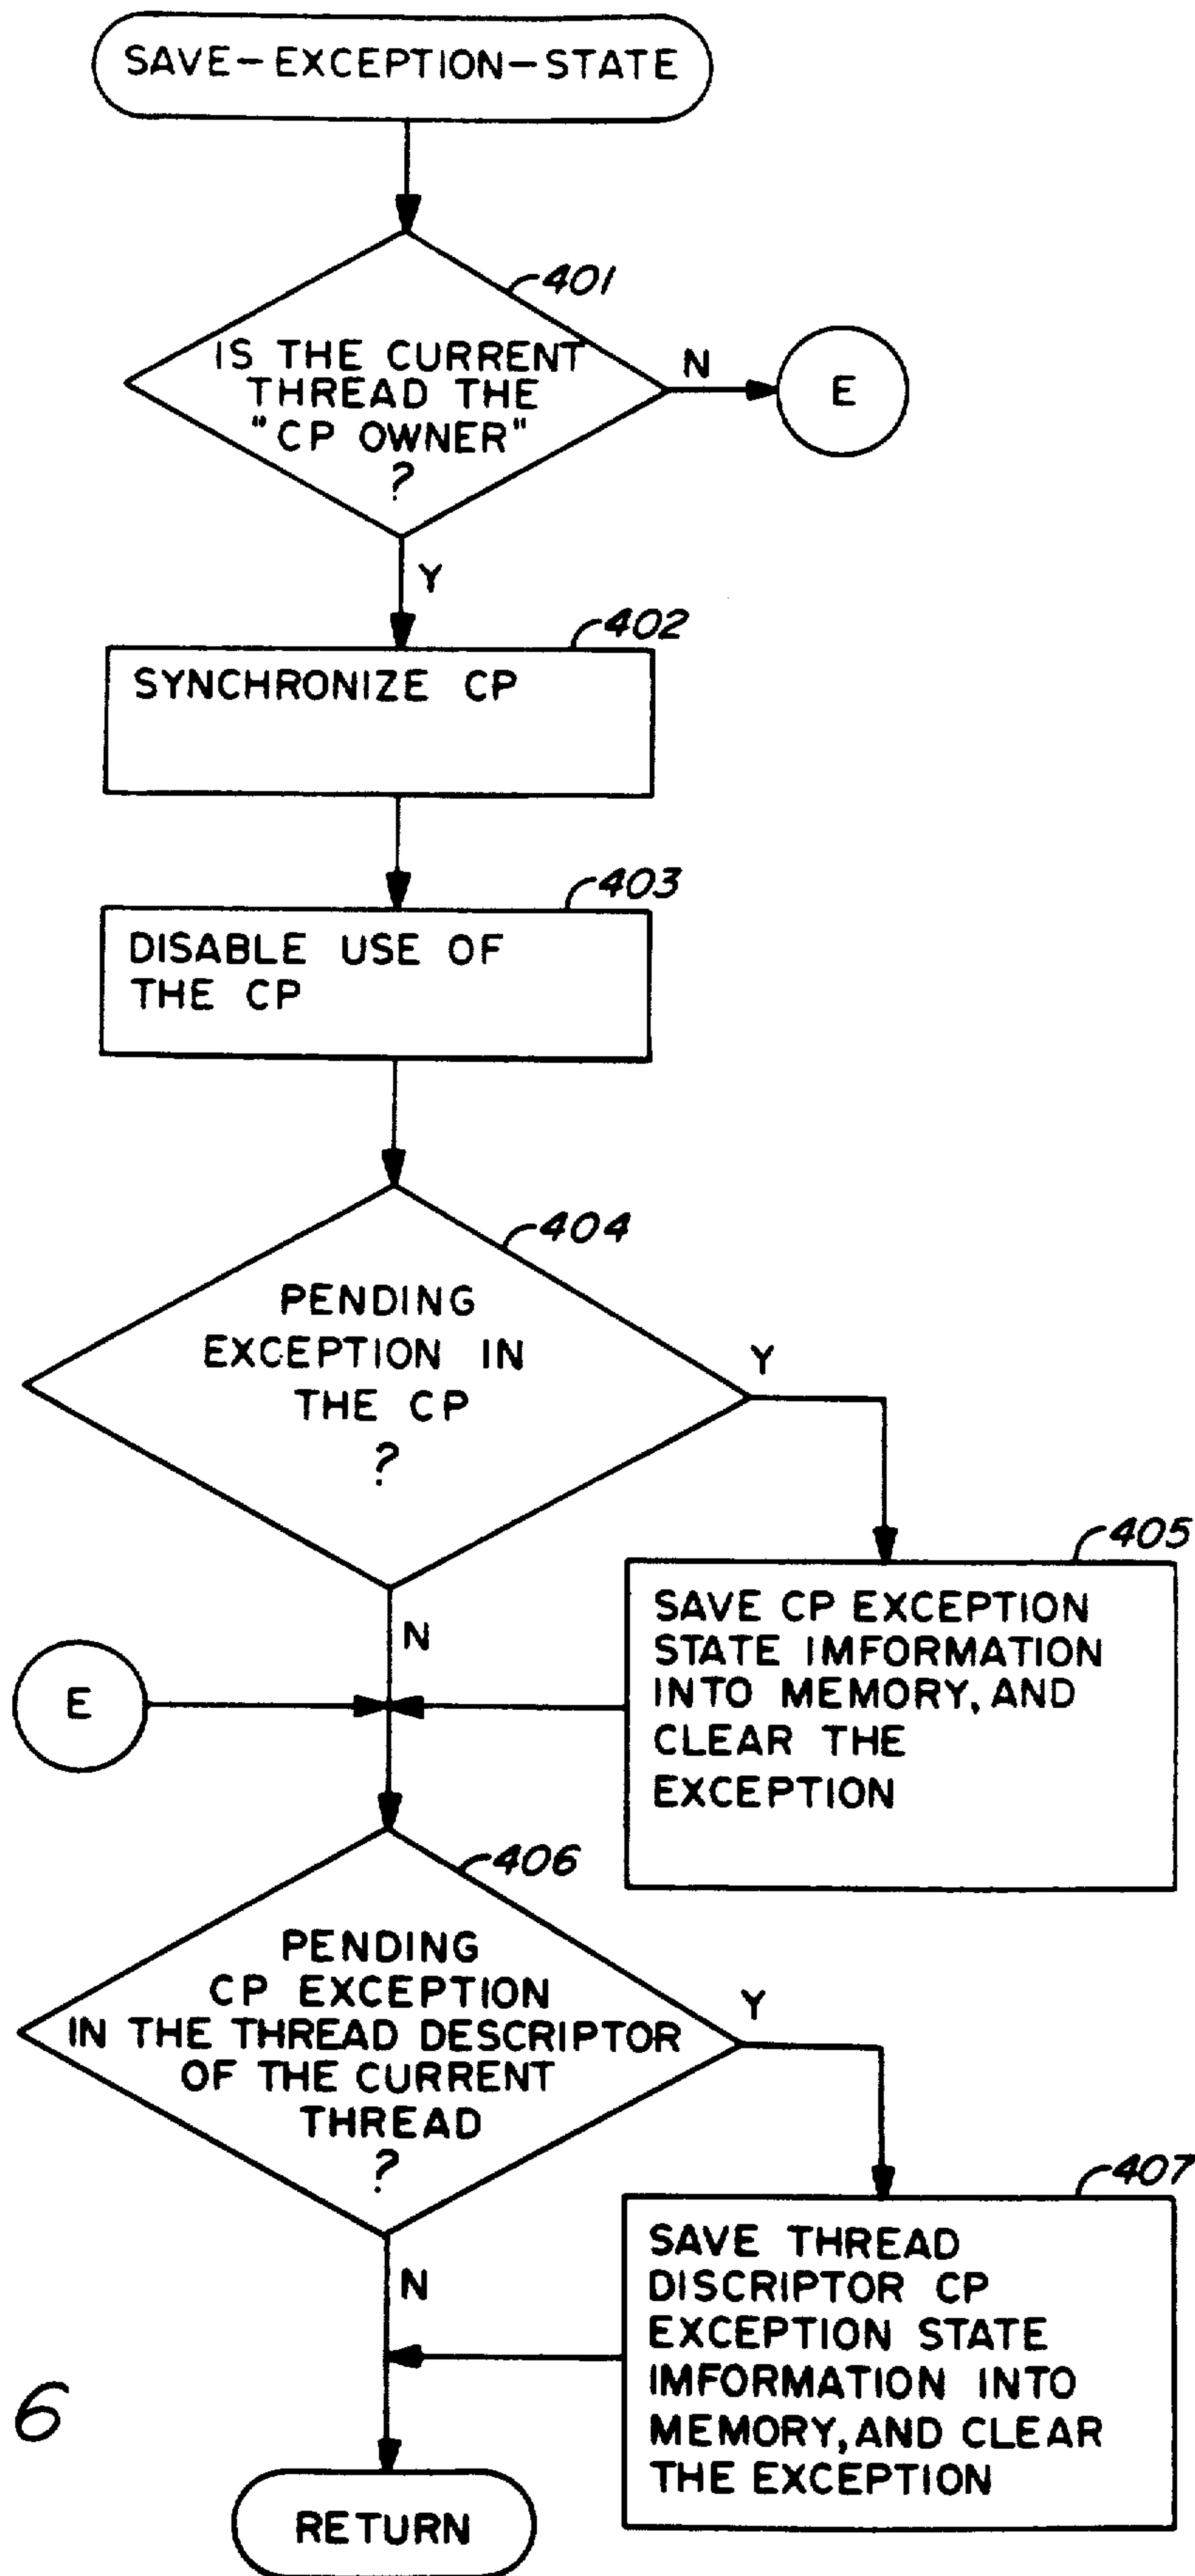 SAVE-EXCEPTION-STATE
401
IS THE CURRENT
THREAD THE
"CP OWNER"
?
N
E
Y
402
SYNCHRONIZE CP
403
DISABLE USE OF
THE CP
404
PENDING
EXCEPTION IN
THE CP
?
Y
N
405
SAVE CP EXCEPTION
STATE IMFORMATION
INTO MEMORY, AND
CLEAR THE
EXCEPTION
E
406
PENDING
CP EXCEPTION
IN THE THREAD DESCRIPTOR
OF THE CURRENT
THREAD
?
Y
N
407
SAVE THREAD
DISCRIPTOR CP
EXCEPTION STATE
IMFORMATION INTO
MEMORY, AND CLEAR
THE EXCEPTION
6
RETURN